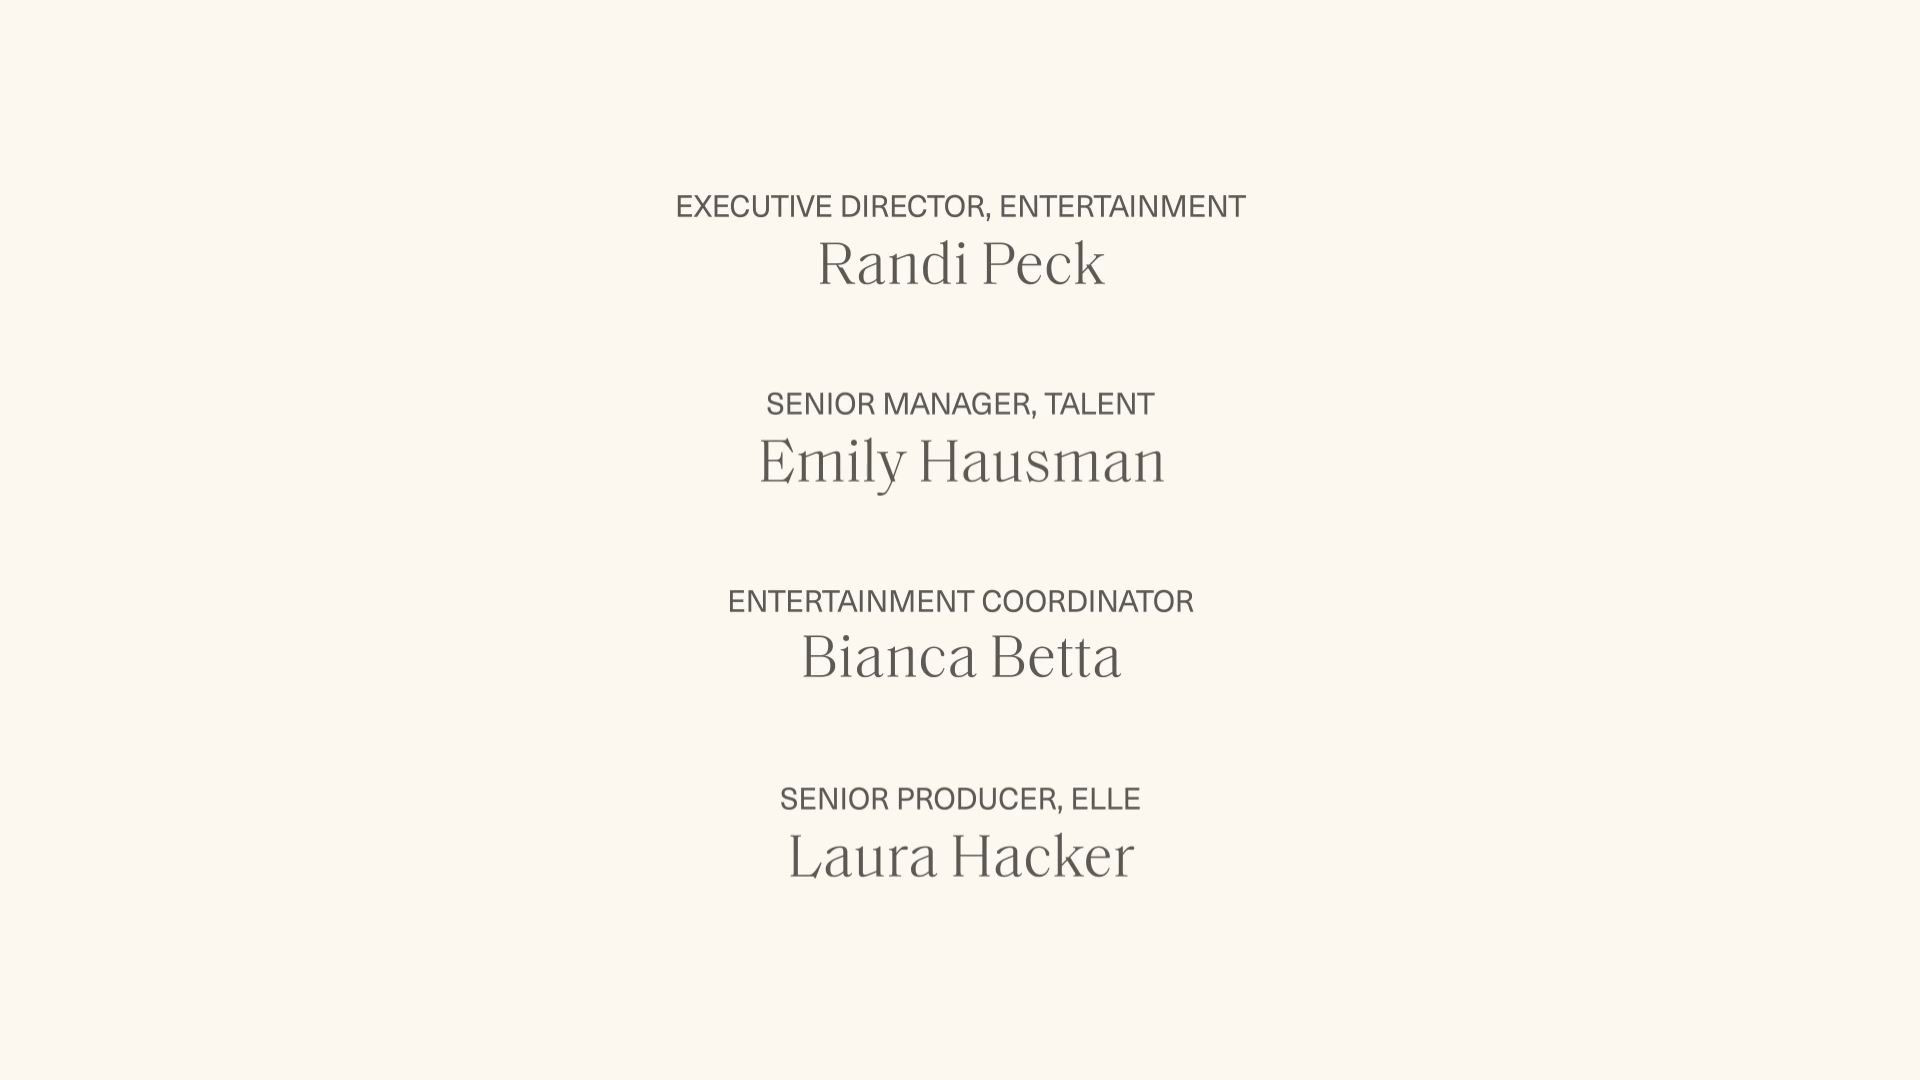 EXECUTIVE DIRECTOR, ENTERTAINMENT
Randi Peck
SENIOR MANAGER, TALENT
Emily Hausman
ENTERTAINMENT COORDINATOR
Bianca Betta
SENIOR PRODUCER, ELLE
Laura Hacker